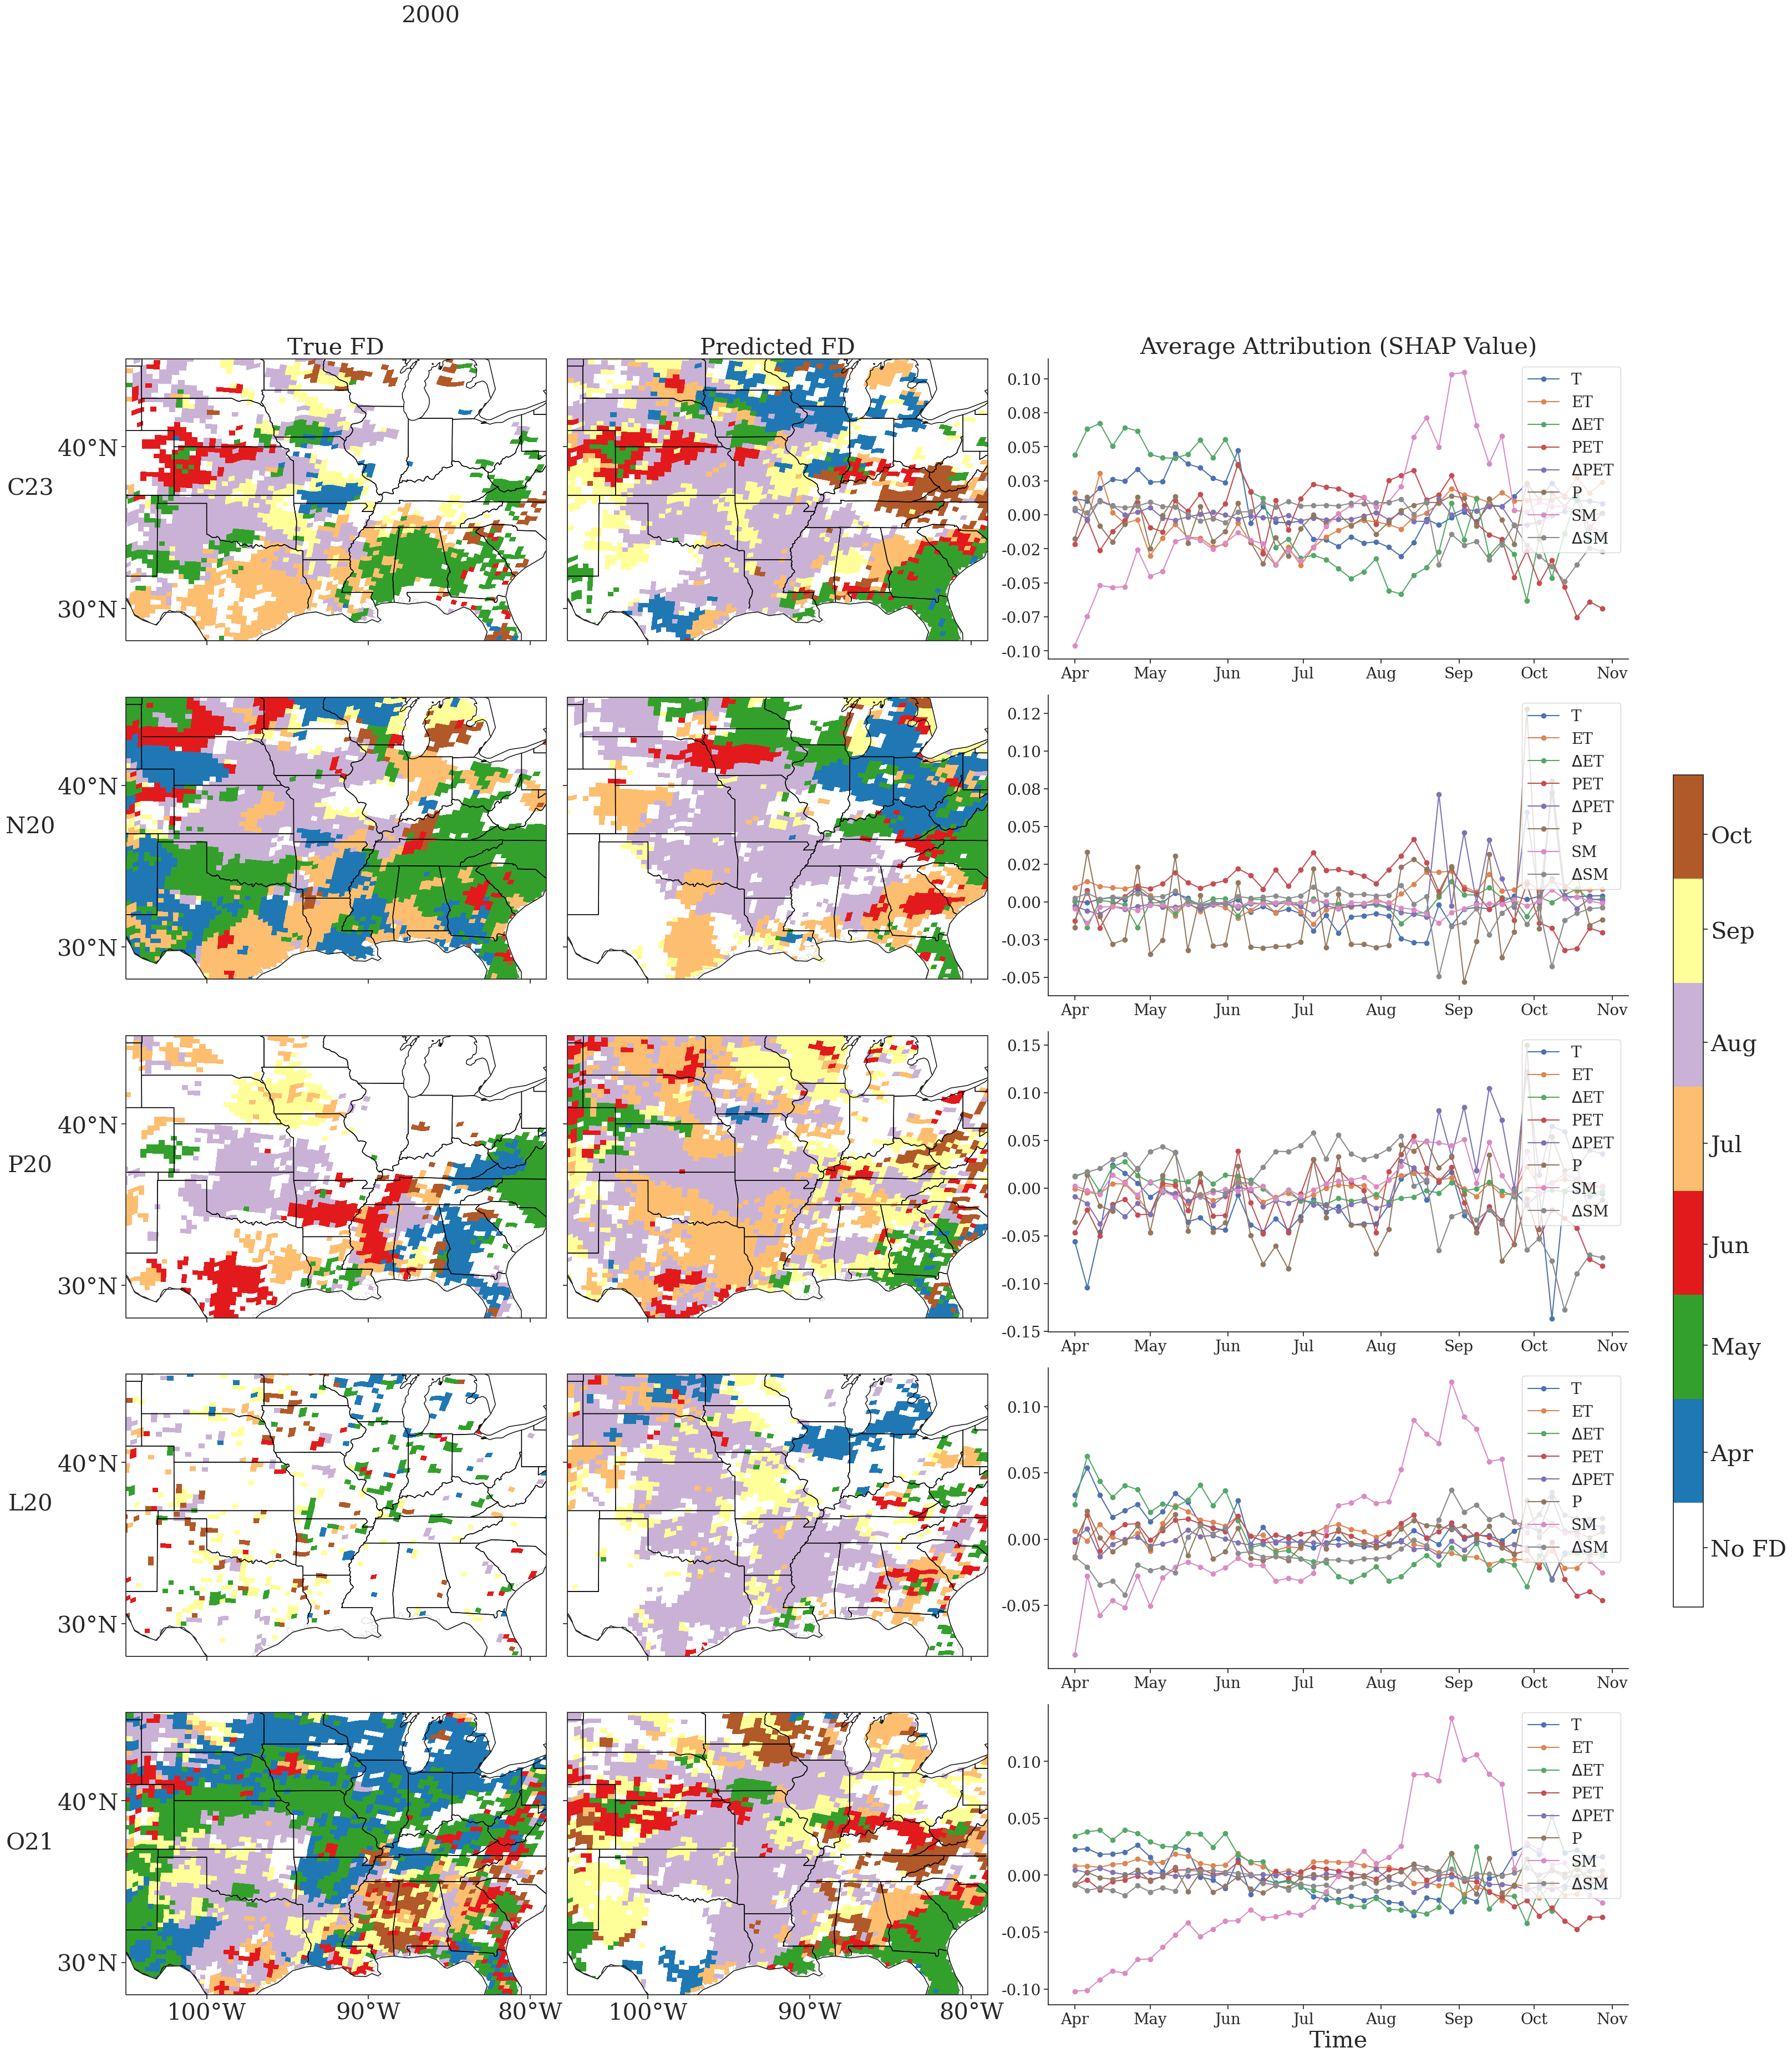 2000
True FD
Predicted FD
Average Attribution (SHAP Value)
C23
40°N
30°N
0.10
0.08
0.05
0.03
0.00
-0.02
-0.05
-0.07
-0.10
T
ET
ΔET
PET
ΔPET
P
SM
ΔSM
Apr May Jun Jul Aug Sep Oct Nov
N20
40°N
30°N
0.12
0.10
0.08
0.05
0.02
0.00
-0.03
-0.05
T
ET
ΔET
PET
ΔPET
P
SM
ΔSM
Apr May Jun Jul Aug Sep Oct Nov
P20
40°N
30°N
0.15
0.10
0.05
0.00
-0.05
-0.10
-0.15
T
ET
ΔET
PET
ΔPET
P
SM
ΔSM
Apr May Jun Jul Aug Sep Oct Nov
L20
40°N
30°N
0.10
0.05
0.00
-0.05
T
ET
ΔET
PET
ΔPET
P
SM
ΔSM
Apr May Jun Jul Aug Sep Oct Nov
O21
40°N
30°N
100°W 90°W 80°W
100°W 90°W 80°W
0.10
0.05
0.00
-0.05
-0.10
T
ET
ΔET
PET
ΔPET
P
SM
ΔSM
Apr May Jun Jul Aug Sep Oct Nov
Time
Oct
Sep
Aug
Jul
Jun
May
Apr
No FD